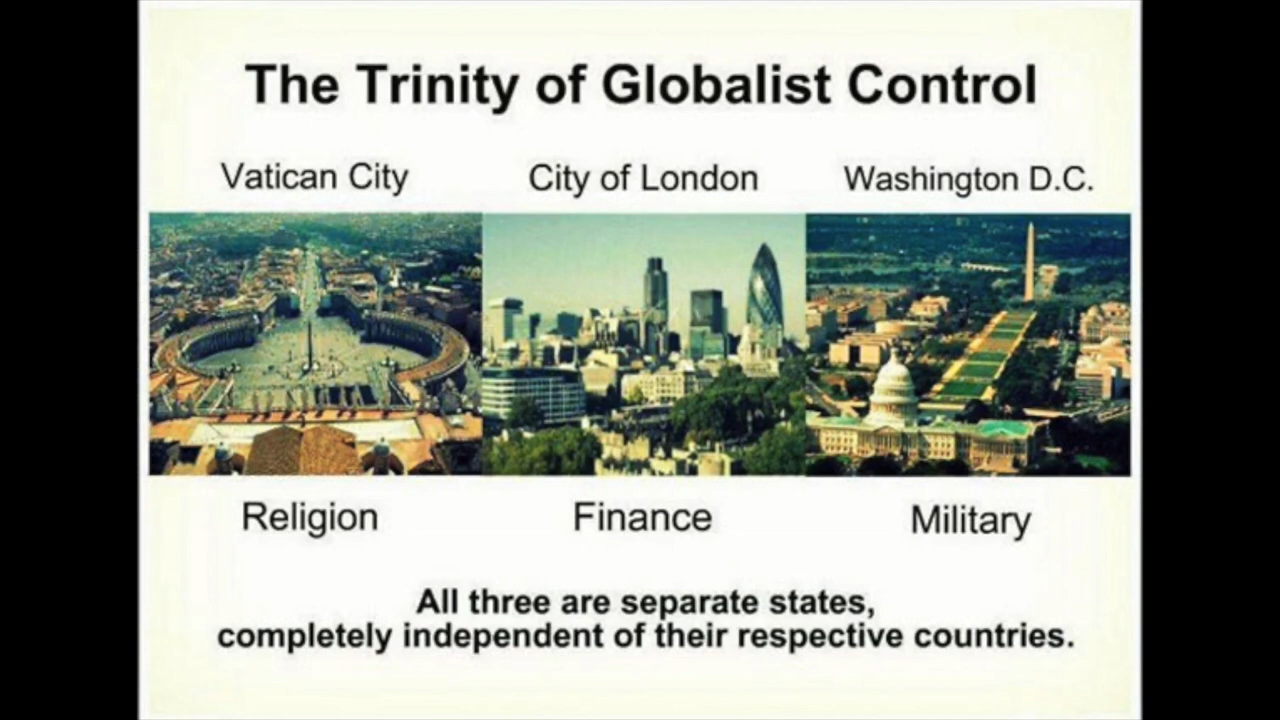 The Trinity of Globalist Control
Vatican City
City of London
Washington D.C.
Religion
Finance
Military
All three are separate states,
completely independent of their respective countries.